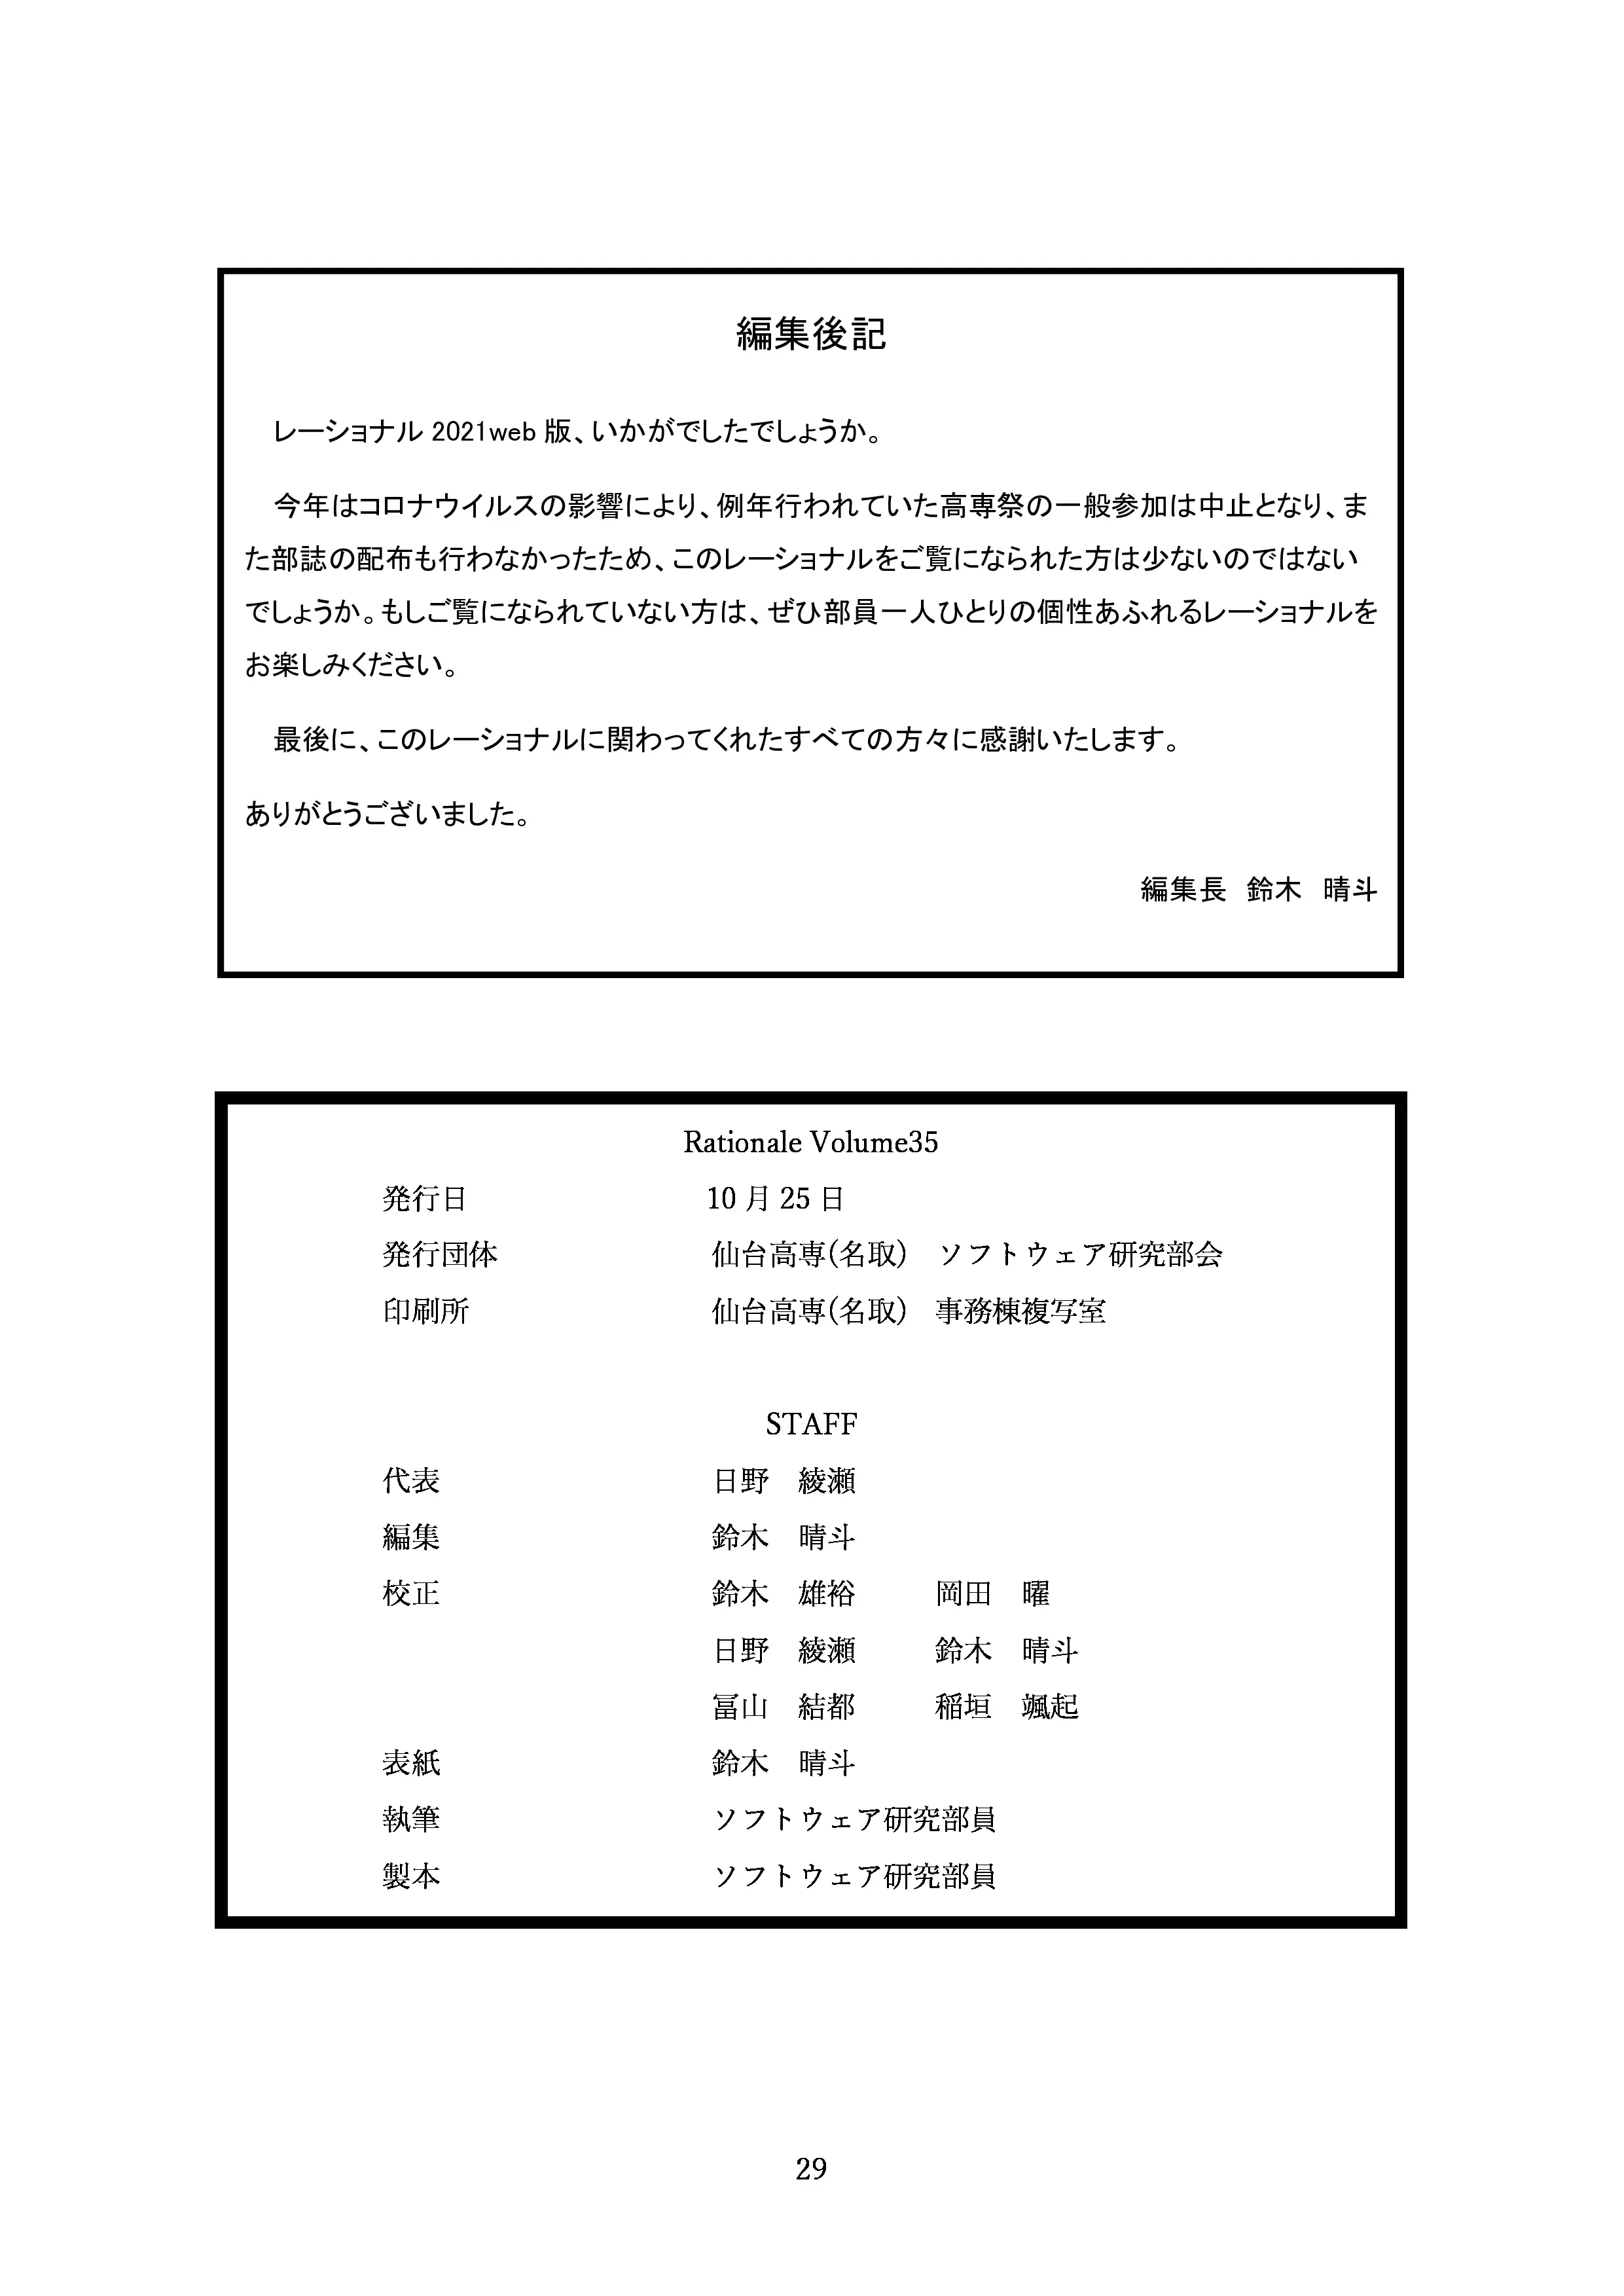 編集後記
レーショナル 2021web 版、いかがでしたでしょうか。
今年はコロナウイルスの影響により、例年行われていた高専祭の一般参加は中止となり、ま
た部誌の配布も行わなかったため、このレーショナルをご覧になられた方は少ないのではない
でしょうか。もしご覧になられていない方は、ぜひ部員一人ひとりの個性あふれるレーショナルを
お楽しみください。
最後に、このレーショナルに関わってくれたすべての方々に感謝いたします。
ありがとうございました。
編集長　鈴木　晴斗
Rationale Volume35
発行日　10 月 25 日
発行団体　仙台高専(名取)　ソフトウェア研究部会
印刷所　仙台高専(名取)　事務棟複写室
STAFF
代表　日野　綾瀬
編集　鈴木　晴斗
校正　鈴木　雄裕　岡田　曜
日野　綾瀬　鈴木　晴斗
冨山　結都　稲垣　颯起
表紙　鈴木　晴斗
執筆　ソフトウェア研究部員
製本　ソフトウェア研究部員
29